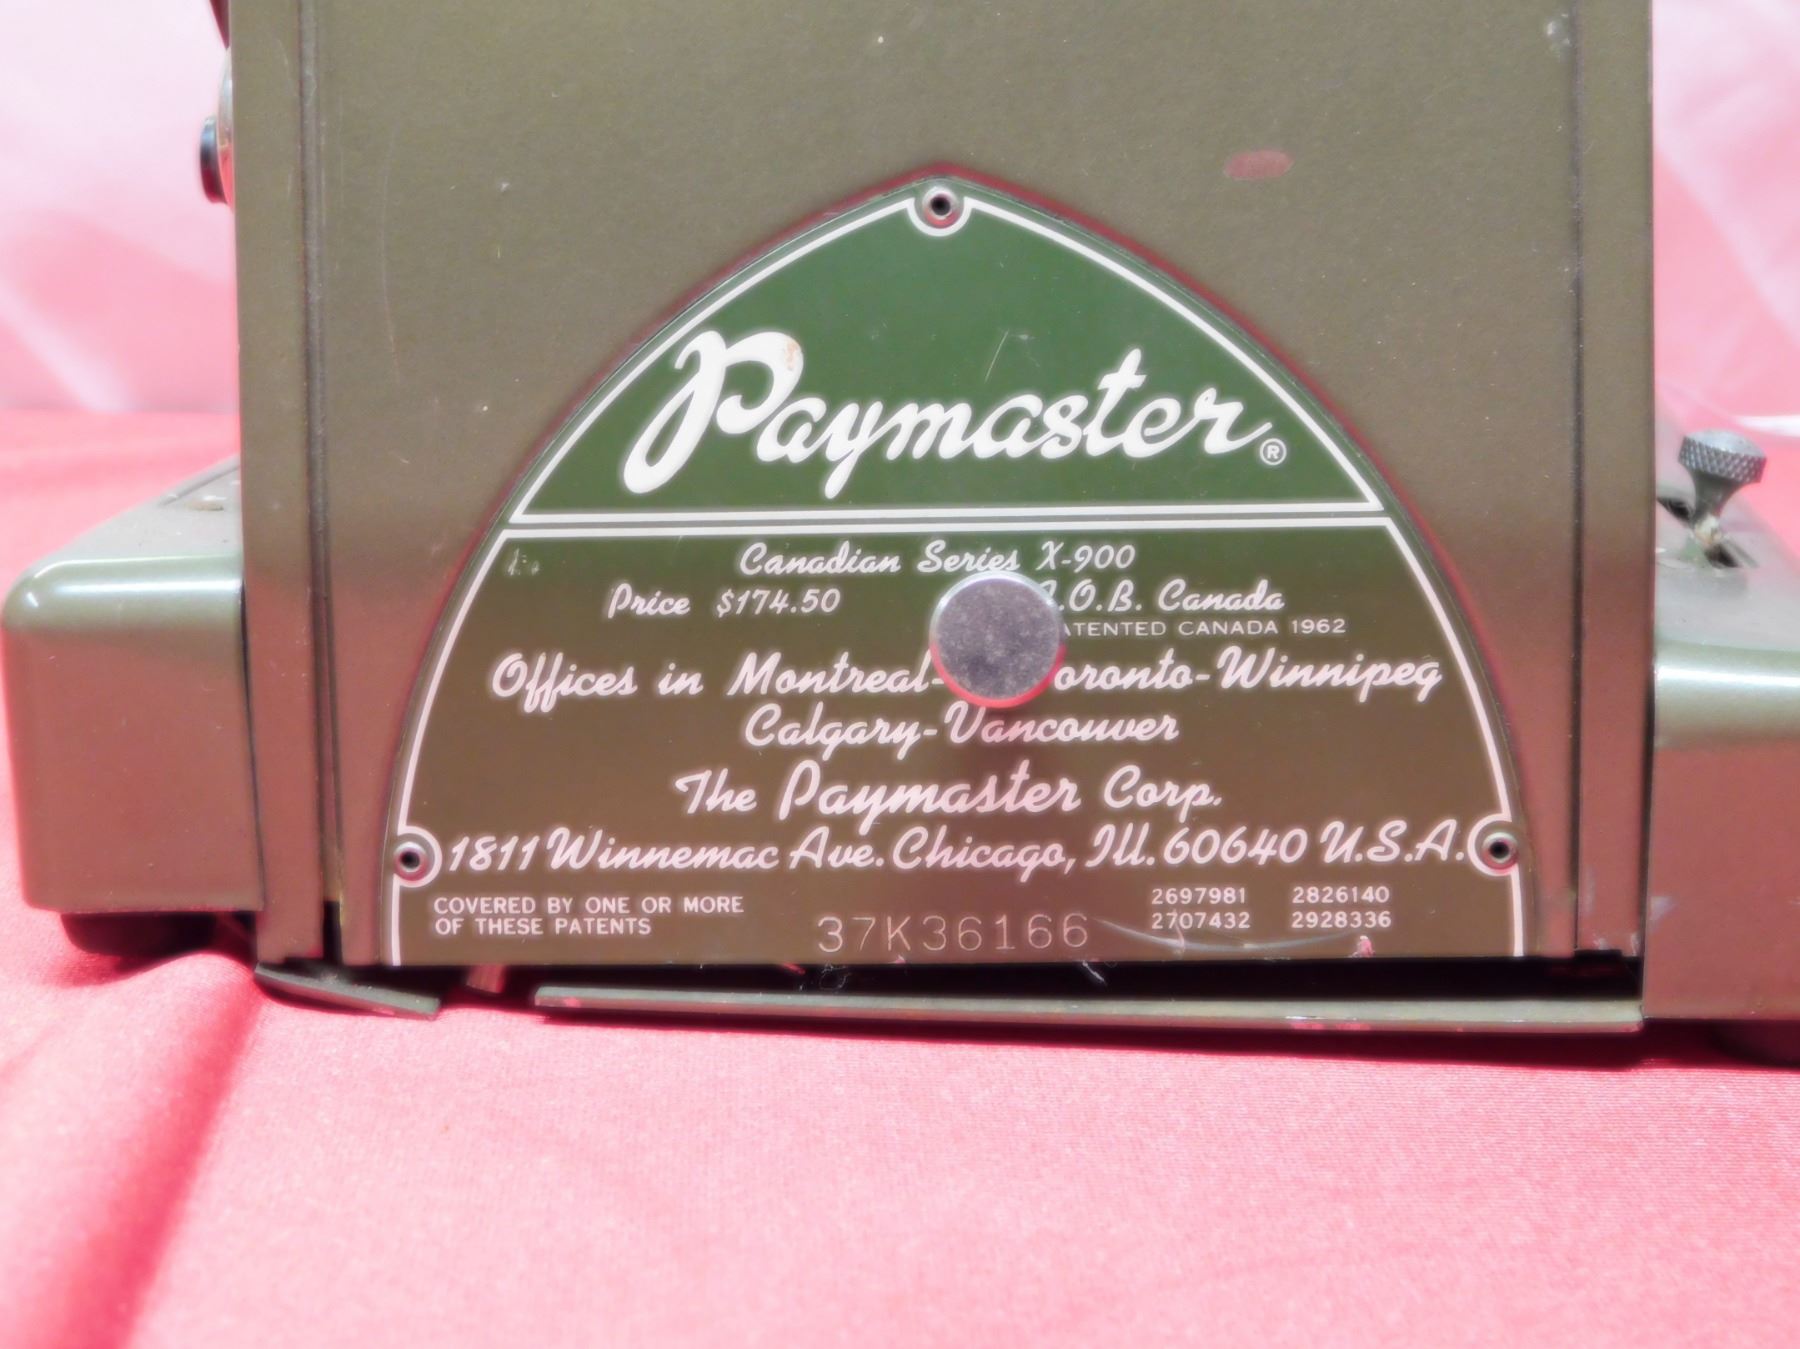 Paymaster®
Canadian Series X-900
Price $174.50 .O.B. Canada
ATENTED CANADA 1962
Offices in Montreal- oronto-Winnipeg
Calgary-Vancouver
The Paymaster Corp.
1811 Winnemac Ave. Chicago, Ill. 60640 U.S.A.
COVERED BY ONE OR MORE
OF THESE PATENTS
37K36166
2697981 2826140
2707432 2928336